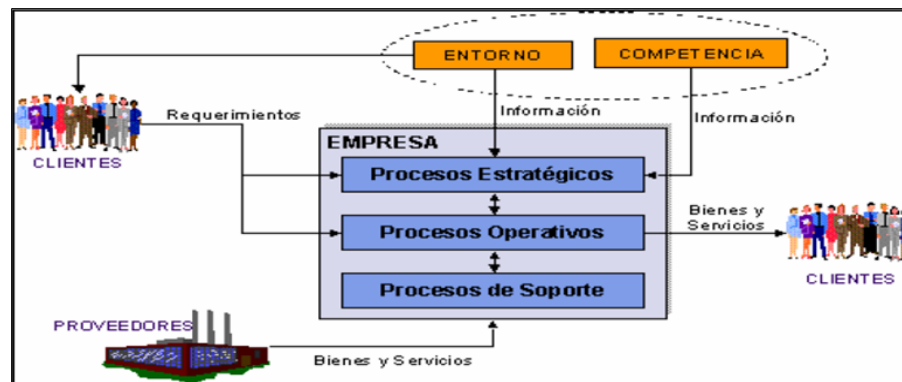 ENTORNO
COMPETENCIA
Requerimientos
Información
Información
CLIENTES
EMPRESA
Procesos Estratégicos
Procesos Operativos
Bienes y
Servicios
Procesos de Soporte
CLIENTES
PROVEEDORES
Bienes y Servicios